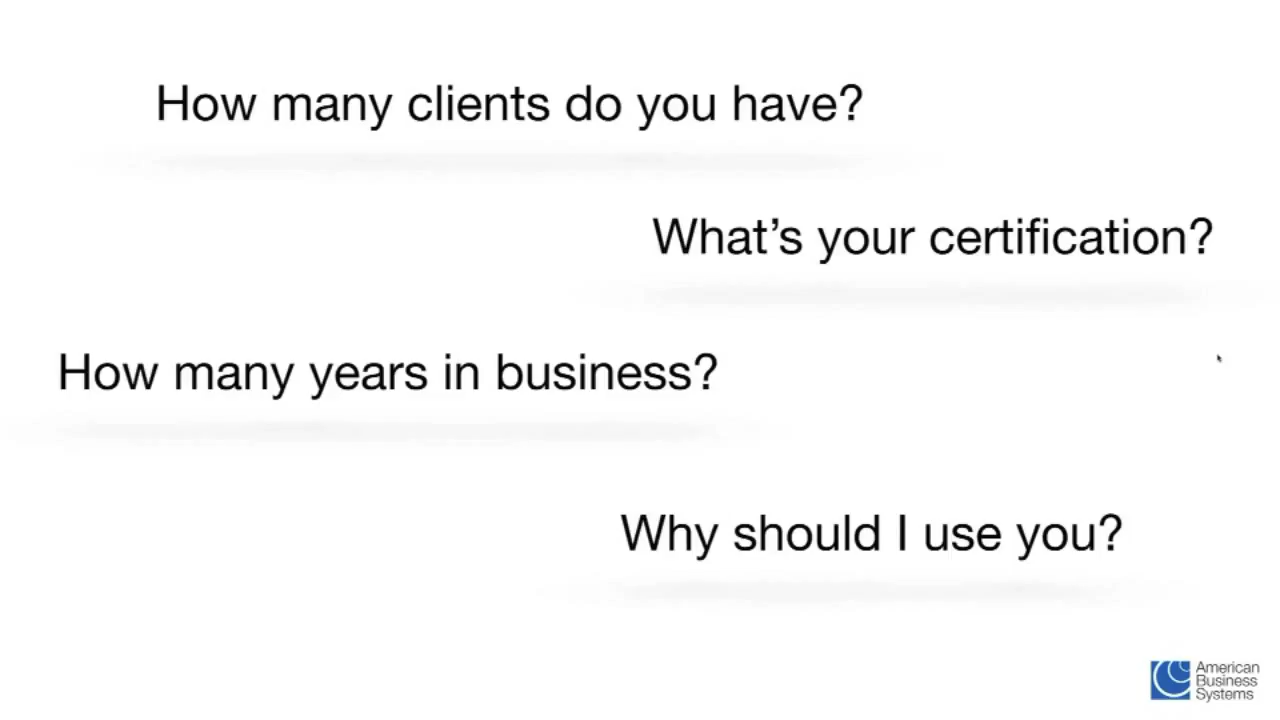 How many clients do you have?
What’s your certification?
How many years in business?
Why should I use you?
American
Business
Systems